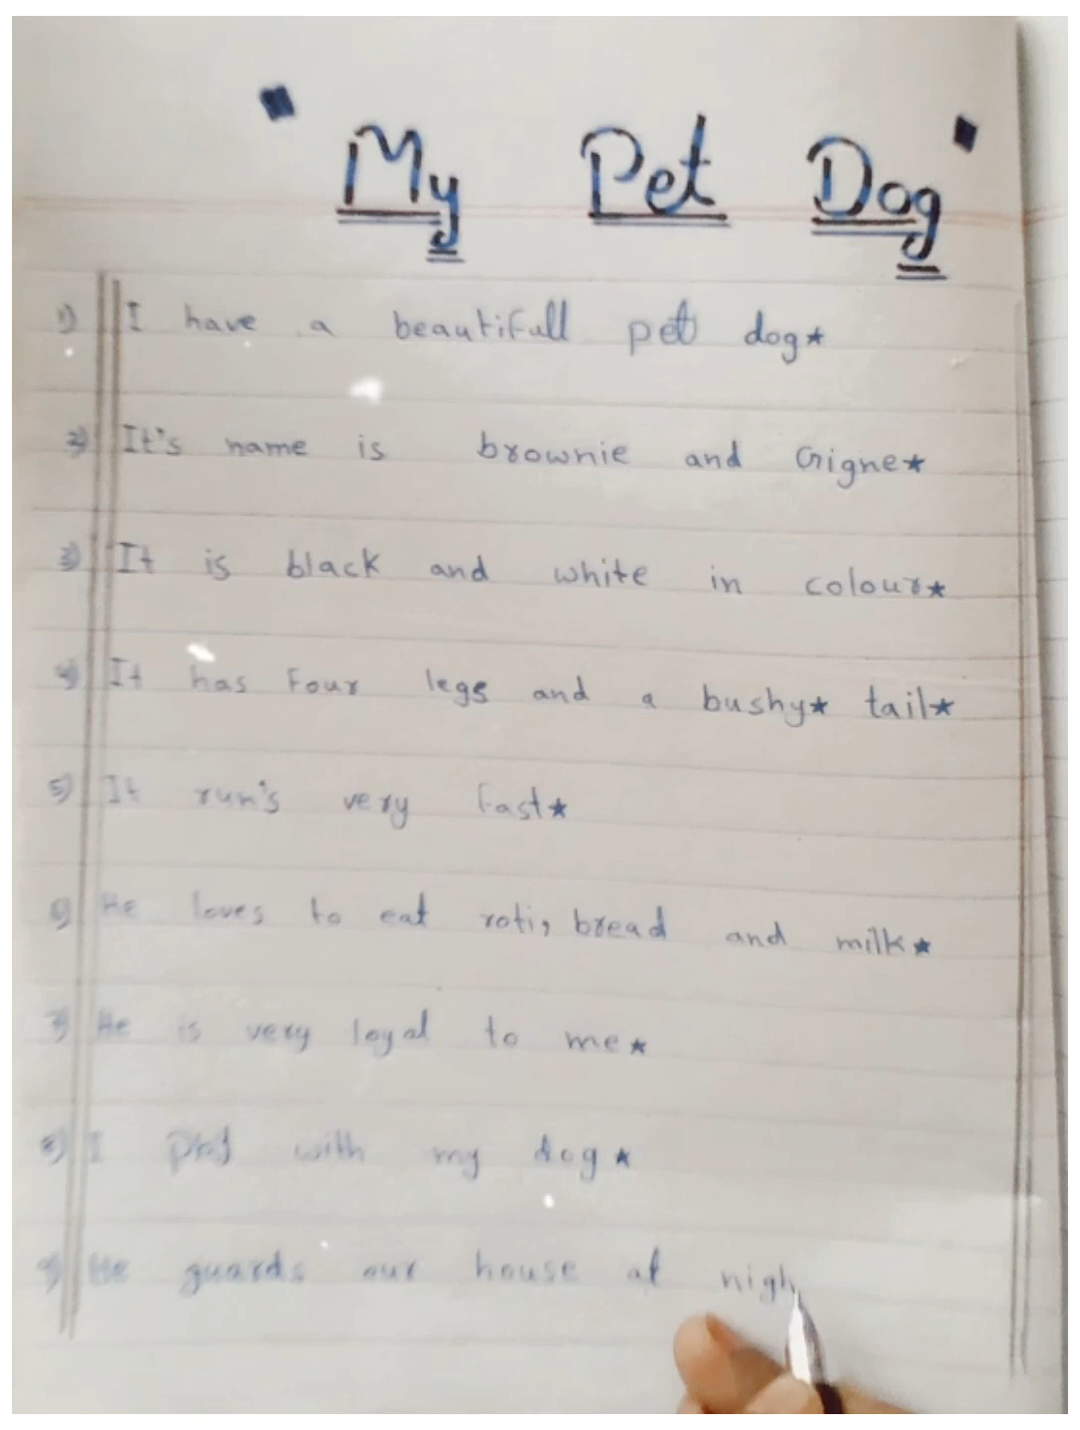 " My Pet Dog "
1) I have a beautifull pet dog★
2) It's name is brownie and Gigne★
3) It is black and white in colour★
4) It has Four legs and a bushy★ tail★
5) It run's very fast★
6) He loves to eat roti, bread and milk★
7) He is very loyal to me★
8) I with my dog★
9) He guards our house at nigh